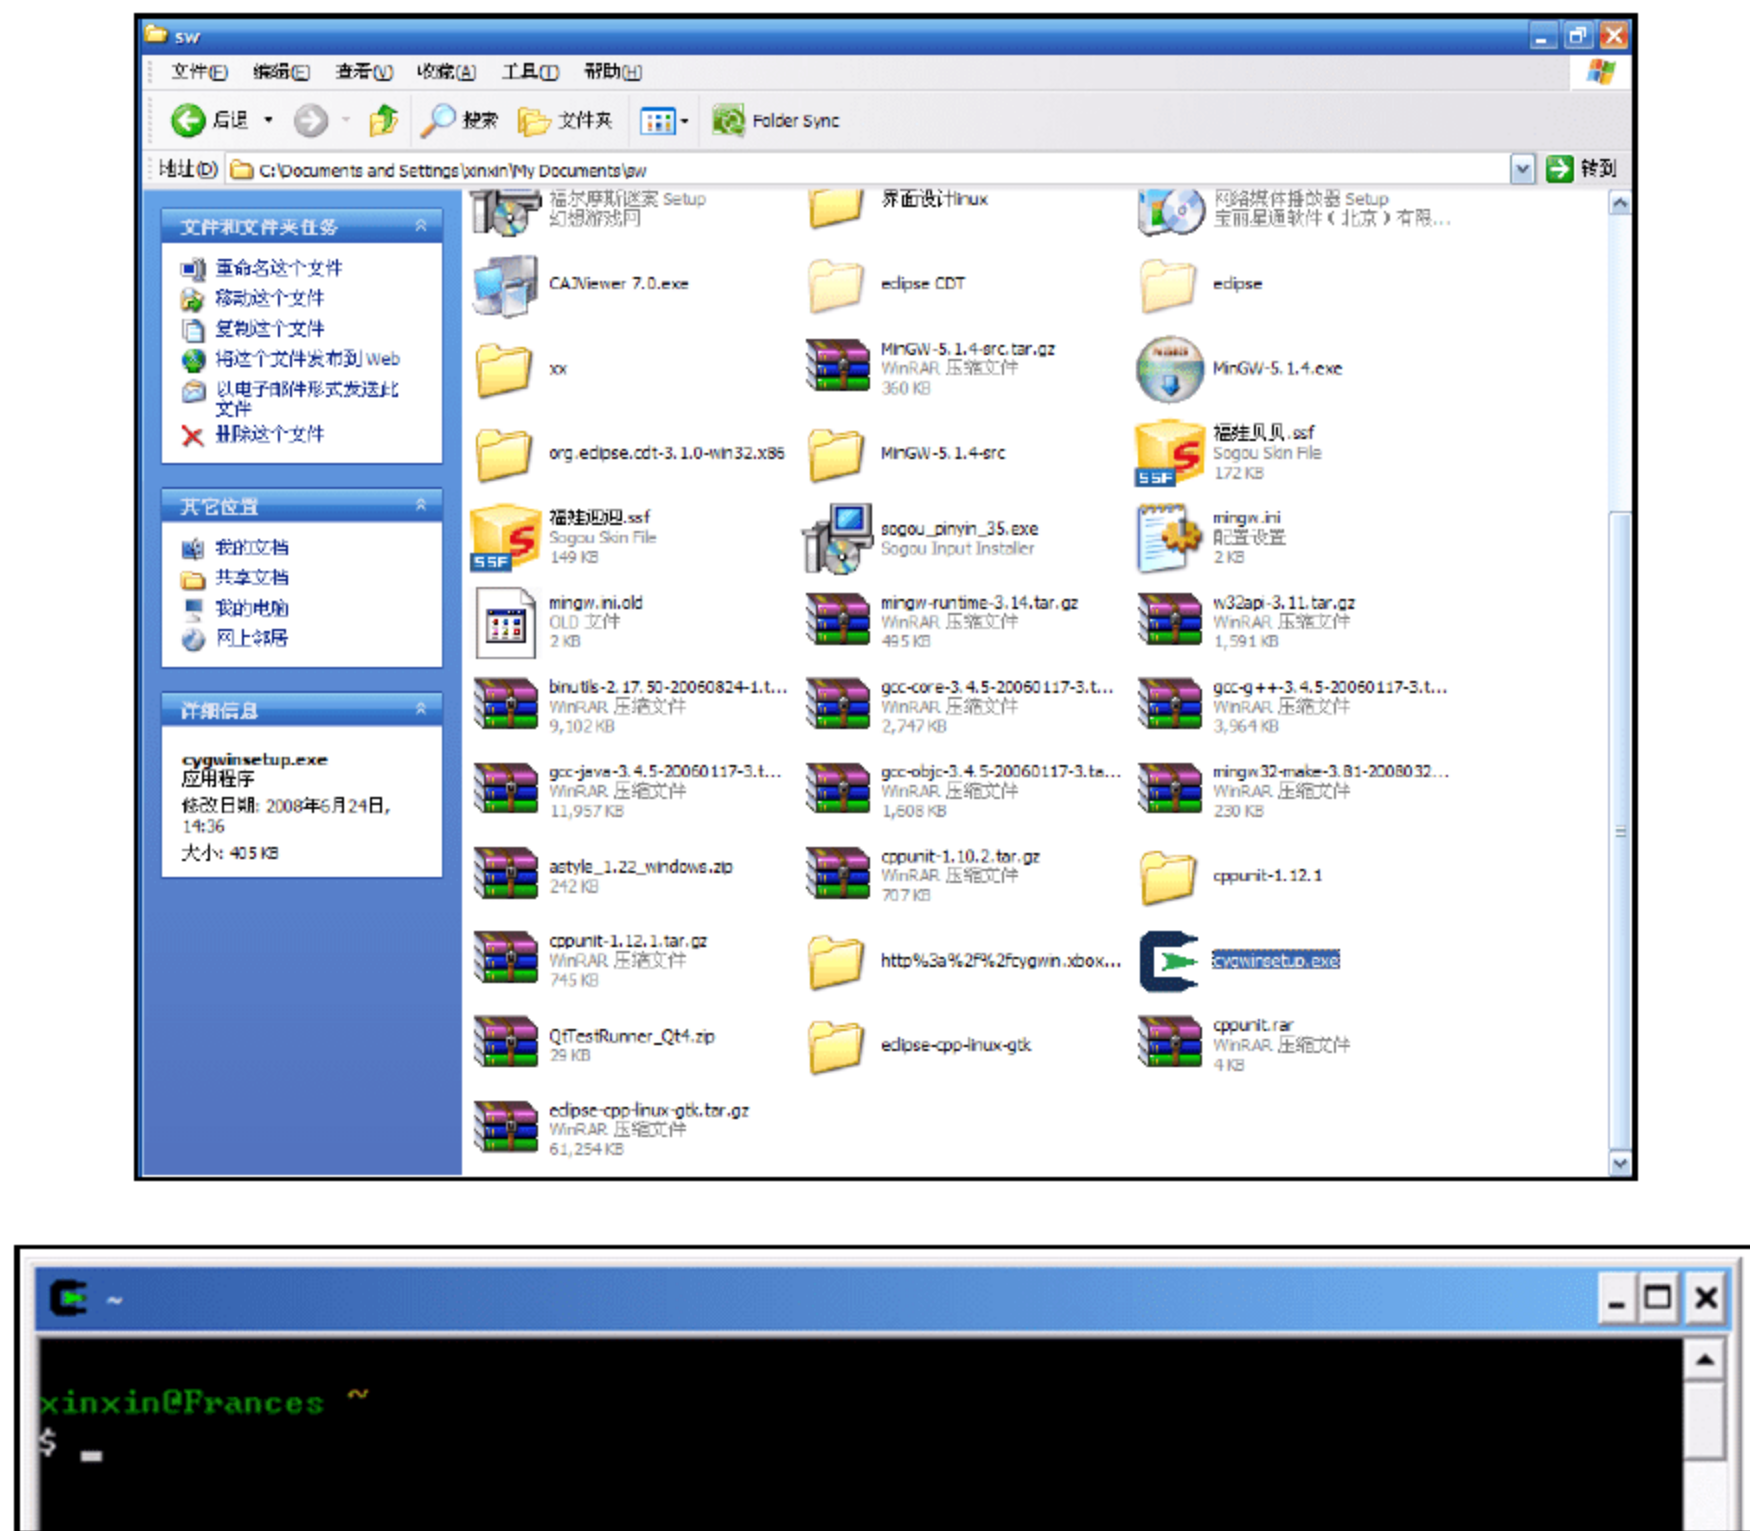 sw
文件(F) 编辑(E) 查看(V) 收藏(A) 工具(T) 帮助(H)
后退 搜索 文件夹 Folder Sync
地址(D) C:\Documents and Settings\xinxin\My Documents\sw 转到
文件和文件夹任务
重命名这个文件
移动这个文件
复制这个文件
将这个文件发布到 Web
以电子邮件形式发送此
文件
删除这个文件
其它位置
我的文档
共享文档
我的电脑
网上邻居
详细信息
cygwinsetup.exe
应用程序
修改日期: 2008年6月24日,
14:36
大小: 405 KB
福尔摩斯谜案 Setup
幻想游戏网
界面设计linux
网络媒体播放器 Setup
宝丽星通软件(北京)有限...
CAJViewer 7.0.exe
eclipse CDT
eclipse
xx
MinGW-5.1.4-src.tar.gz
WinRAR 压缩文件
360 KB
MINGW
MinGW-5.1.4.exe
org.eclipse.cdt-3.1.0-win32.x86
MinGW-5.1.4-src
SSF
福娃贝贝.ssf
Sogou Skin File
172 KB
SSF
福娃迎迎.ssf
Sogou Skin File
149 KB
sogou_pinyin_35.exe
Sogou Input Installer
mingw.ini
配置设置
2 KB
mingw.ini.old
OLD 文件
2 KB
mingw-runtime-3.14.tar.gz
WinRAR 压缩文件
495 KB
w32api-3.11.tar.gz
WinRAR 压缩文件
1,591 KB
binutils-2.17.50-20060824-1.t...
WinRAR 压缩文件
9,102 KB
gcc-core-3.4.5-20060117-3.t...
WinRAR 压缩文件
2,747 KB
gcc-g++-3.4.5-20060117-3.t...
WinRAR 压缩文件
3,964 KB
gcc-java-3.4.5-20060117-3.t...
WinRAR 压缩文件
11,957 KB
gcc-objc-3.4.5-20060117-3.ta...
WinRAR 压缩文件
1,608 KB
mingw32-make-3.81-2008032...
WinRAR 压缩文件
230 KB
astyle_1.22_windows.zip
242 KB
cppunit-1.10.2.tar.gz
WinRAR 压缩文件
707 KB
cppunit-1.12.1
cppunit-1.12.1.tar.gz
WinRAR 压缩文件
745 KB
http%3a%2f%2fcygwin.xbox...
cygwinsetup.exe
QtTestRunner_Qt4.zip
29 KB
eclipse-cpp-linux-gtk
cppunit.rar
WinRAR 压缩文件
4 KB
eclipse-cpp-linux-gtk.tar.gz
WinRAR 压缩文件
61,254 KB
~
xinxin@Frances ~
$